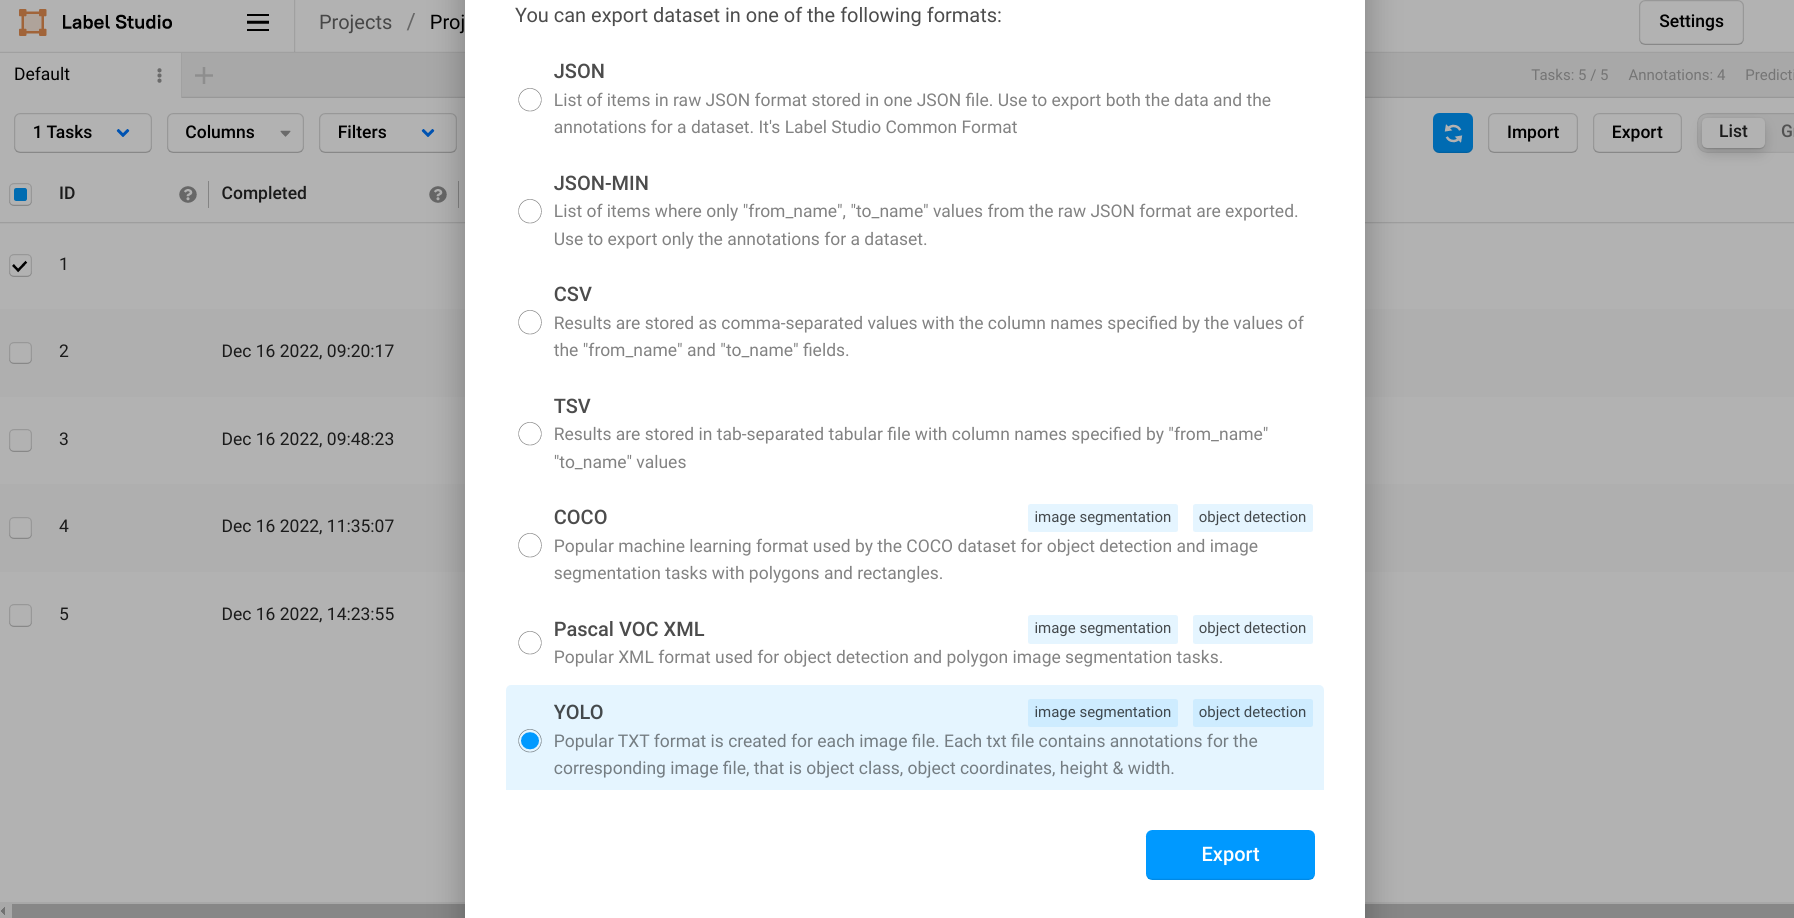 Label Studio
Projects / Proj
Settings
Default
Tasks: 5 / 5 Annotations: 4 Predicti
1 Tasks
Columns
Filters
Import
Export
List
G
ID
Completed
1
2 Dec 16 2022, 09:20:17
3 Dec 16 2022, 09:48:23
4 Dec 16 2022, 11:35:07
5 Dec 16 2022, 14:23:55
You can export dataset in one of the following formats:
JSON
List of items in raw JSON format stored in one JSON file. Use to export both the data and the
annotations for a dataset. It's Label Studio Common Format
JSON-MIN
List of items where only "from_name", "to_name" values from the raw JSON format are exported.
Use to export only the annotations for a dataset.
CSV
Results are stored as comma-separated values with the column names specified by the values of
the "from_name" and "to_name" fields.
TSV
Results are stored in tab-separated tabular file with column names specified by "from_name"
"to_name" values
COCO image segmentation object detection
Popular machine learning format used by the COCO dataset for object detection and image
segmentation tasks with polygons and rectangles.
Pascal VOC XML image segmentation object detection
Popular XML format used for object detection and polygon image segmentation tasks.
YOLO image segmentation object detection
Popular TXT format is created for each image file. Each txt file contains annotations for the
corresponding image file, that is object class, object coordinates, height & width.
Export